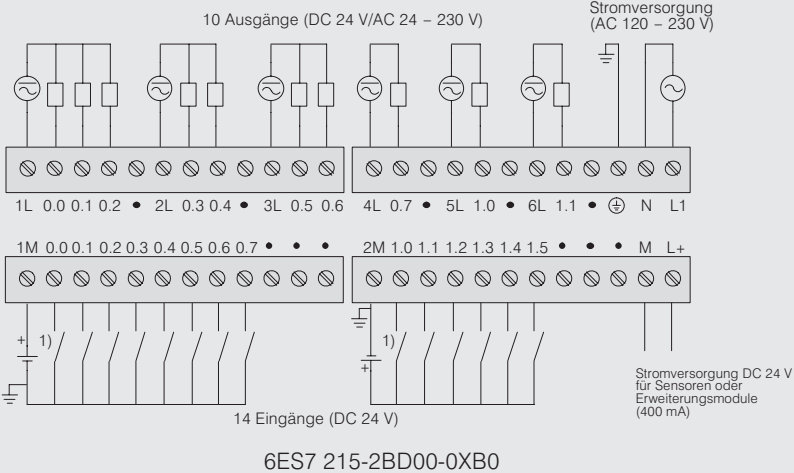 10 Ausgänge (DC 24 V/AC 24 – 230 V)
Stromversorgung
(AC 120 – 230 V)
1L 0.0 0.1 0.2 • 2L 0.3 0.4 • 3L 0.5 0.6 4L 0.7 • 5L 1.0 • 6L 1.1 • N L1
1M 0.0 0.1 0.2 0.3 0.4 0.5 0.6 0.7 • • • 2M 1.0 1.1 1.2 1.3 1.4 1.5 • • • M L+
+ 1) 1)
+
Stromversorgung DC 24 V
für Sensoren oder
Erweiterungsmodule
(400 mA)
14 Eingänge (DC 24 V)
6ES7 215-2BD00-0XB0